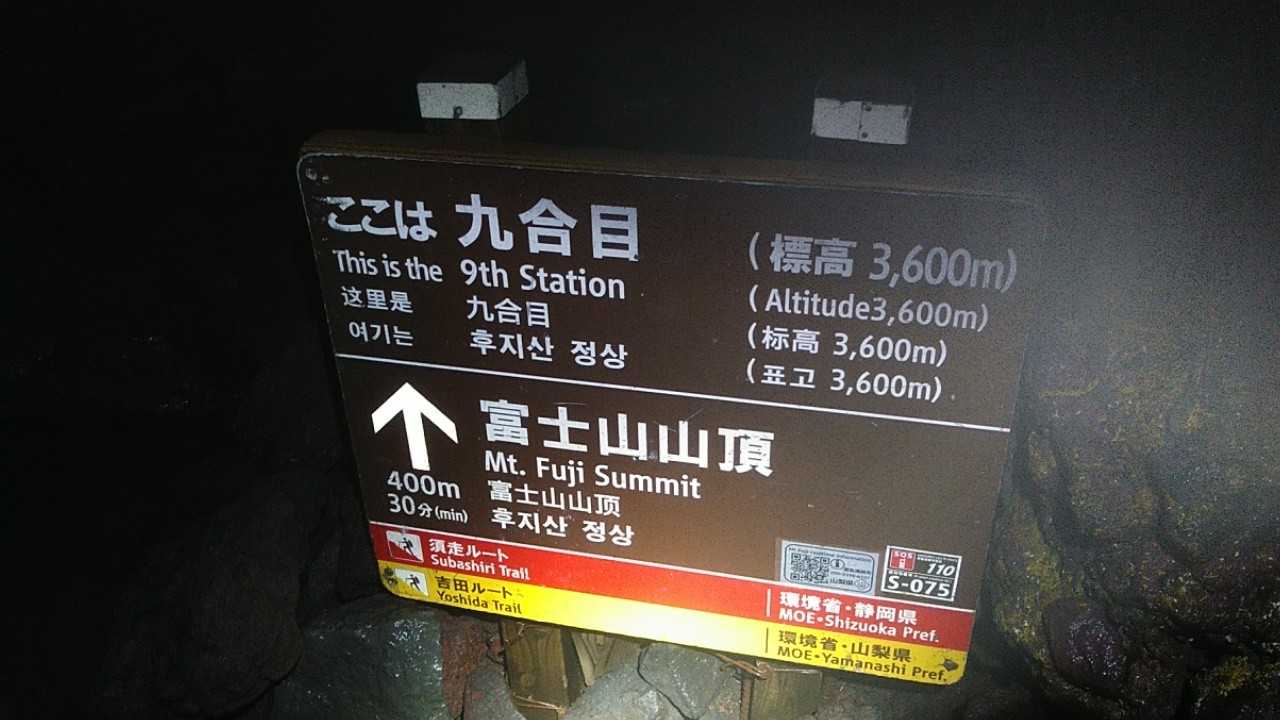 ここは 九合目 (標高 3,600m)
This is the 9th Station (Altitude3,600m)
这里是 九合目 (标高 3,600m)
여기는 후지산 정상 (표고 3,600m)
富士山山頂
Mt. Fuji Summit
400m 富士山山顶
30分(min) 후지산 정상
須走ルート
Subashiri Trail
吉田ルート
Yoshida Trail
SOS
110
S-075
環境省・静岡県
MOE・Shizuoka Pref.
環境省・山梨県
MOE・Yamanashi Pref.